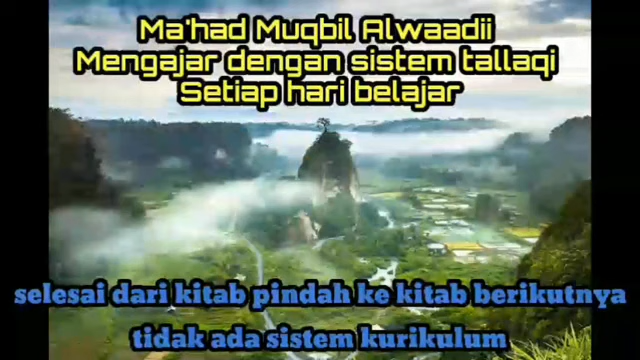 Ma'had Muqbil Alwaadii
Mengajar dengan sistem tallaqi
Setiap hari belajar
selesai dari kitab pindah ke kitab berikutnya
tidak ada sistem kurikulum